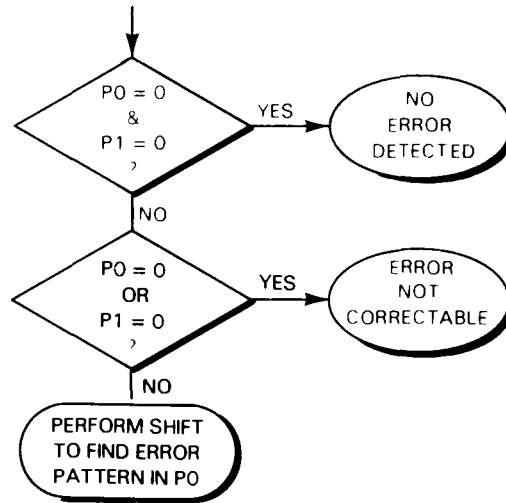 P0 = 0
&
P1 = 0
?
YES
NO
ERROR
DETECTED
NO
P0 = 0
OR
P1 = 0
?
YES
ERROR
NOT
CORRECTABLE
NO
PERFORM SHIFT
TO FIND ERROR
PATTERN IN P0